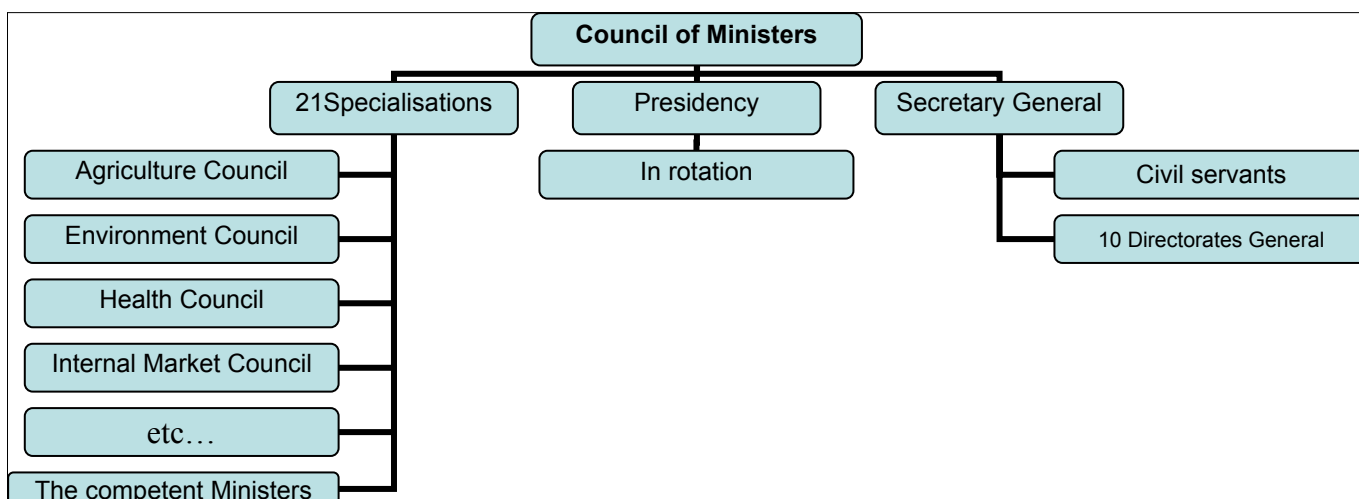 Council of Ministers
21Specialisations
Presidency
Secretary General
Agriculture Council
In rotation
Civil servants
Environment Council
10 Directorates General
Health Council
Internal Market Council
etc…
The competent Ministers